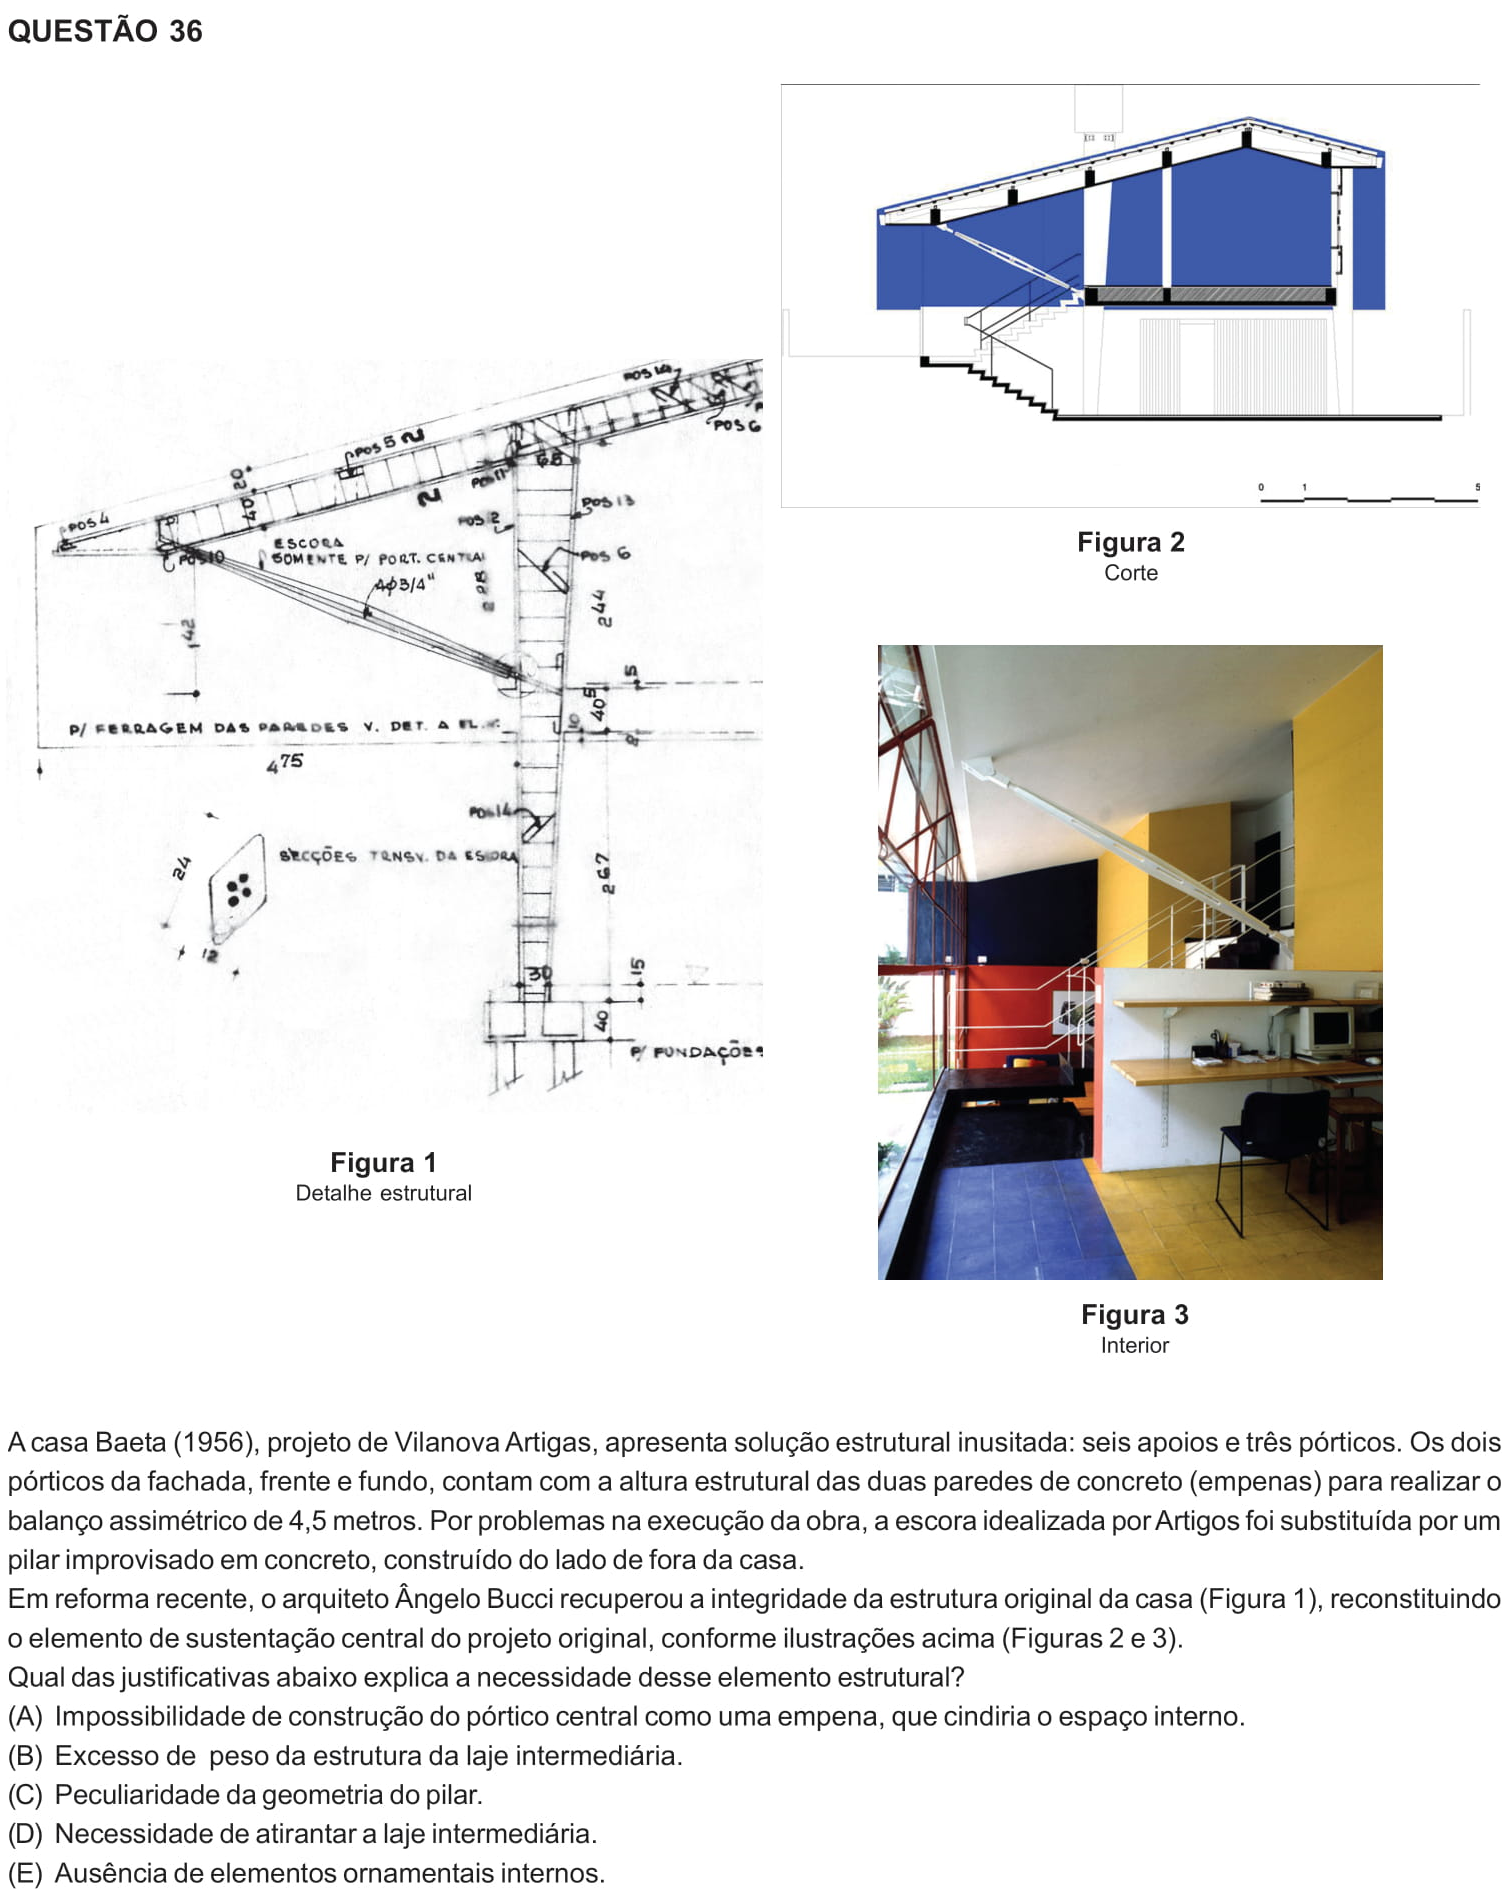 QUESTÃO 36
POS 14
POS 6
POS 5
20
40
POS 4
POS 11
65
POS 2
POS 13
POS 10
ESCORA
SOMENTE P/ PORT. CENTRAL
4φ3/4"
POS 6
228
244
142
5
40⁵
10
P/ FERRAGEM DAS PAREDES V. DET. A
475
POS 14
SECÇÕES TRNSV. DA ESCORA
24
12
267
30
15
40
P/ FUNDAÇÕES
Figura 1
Detalhe estrutural
0 1 5
Figura 2
Corte
Figura 3
Interior
A casa Baeta (1956), projeto de Vilanova Artigas, apresenta solução estrutural inusitada: seis apoios e três pórticos. Os dois
pórticos da fachada, frente e fundo, contam com a altura estrutural das duas paredes de concreto (empenas) para realizar o
balanço assimétrico de 4,5 metros. Por problemas na execução da obra, a escora idealizada por Artigos foi substituída por um
pilar improvisado em concreto, construído do lado de fora da casa.
Em reforma recente, o arquiteto Ângelo Bucci recuperou a integridade da estrutura original da casa (Figura 1), reconstituindo
o elemento de sustentação central do projeto original, conforme ilustrações acima (Figuras 2 e 3).
Qual das justificativas abaixo explica a necessidade desse elemento estrutural?
(A) Impossibilidade de construção do pórtico central como uma empena, que cindiria o espaço interno.
(B) Excesso de peso da estrutura da laje intermediária.
(C) Peculiaridade da geometria do pilar.
(D) Necessidade de atirantar a laje intermediária.
(E) Ausência de elementos ornamentais internos.